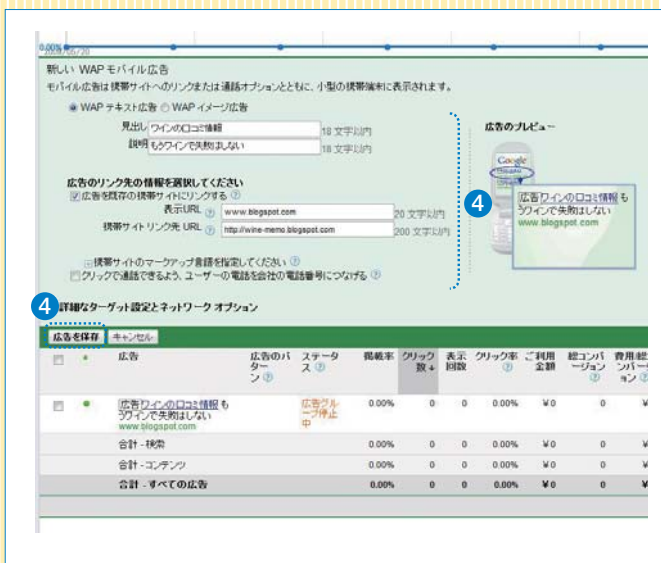 0.00%
2009/05/20
新しい WAP モバイル広告
モバイル広告は携帯サイトへのリンクまたは通話オプションとともに、小型の携帯端末に表示されます。
WAP テキスト広告 WAP イメージ広告
見出し ワインの口コミ情報 18 文字以内
説明 もうワインで失敗はしない 18 文字以内
広告のリンク先の情報を選択してください
広告を既存の携帯サイトにリンクする
表示URL www.blogspot.com 20 文字以内
携帯サイトリンク先 URL http://wine-memo.blogspot.com 200 文字以内
携帯サイトのマークアップ言語を指定してください
クリックで通話できるよう、ユーザーの電話を会社の電話番号につなげる
4
広告のプレビュー
Google
広告ワインの口コミ情報 も
うワインで失敗はしない
www.blogspot.com
4
詳細なターゲット設定とネットワーク オプション
広告を保存 キャンセル
広告 広告のパターン ステータス 掲載率 クリック数 表示回数 クリック率 ご利用金額 総コンバージョン
広告ワインの口コミ情報 も
うワインで失敗はしない
www.blogspot.com
広告グループ停止中 0.00% 0 0 0.00% ¥0 0 ¥
合計 - 検索 0.00% 0 0 0.00% ¥0 0 ¥
合計 - コンテンツ 0.00% 0 0 0.00% ¥0 0 ¥
合計 - すべての広告 0.00% 0 0 0.00% ¥0 0 ¥